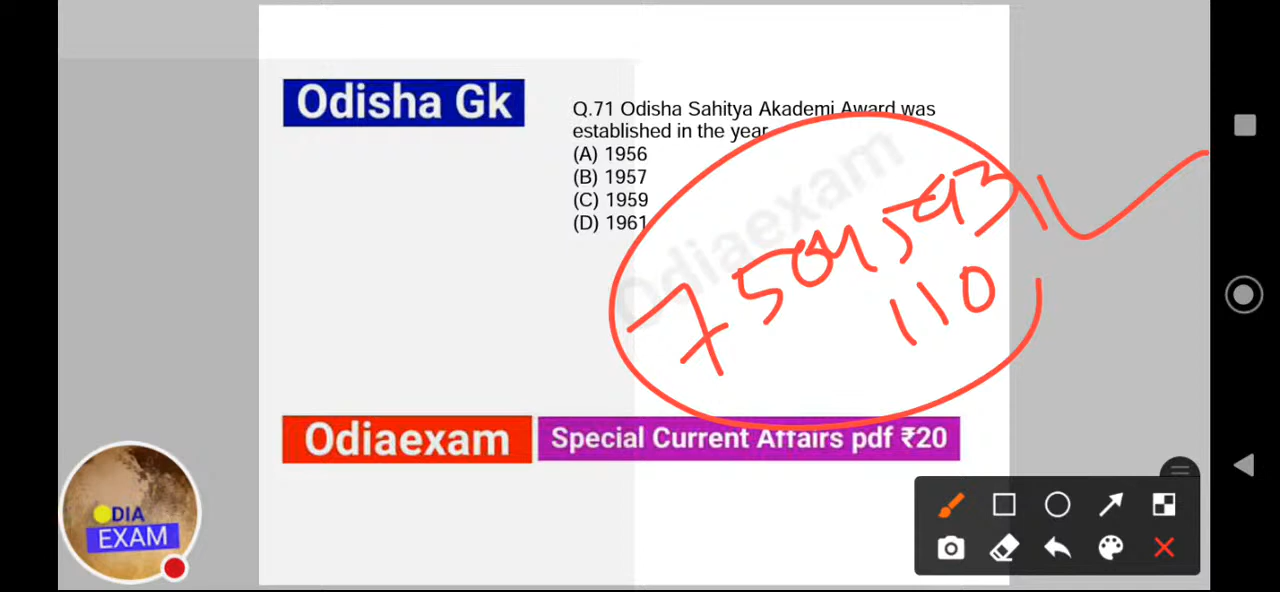 Odisha Gk
Q.71 Odisha Sahitya Akademi Award was
established in the year
(A) 1956
(B) 1957
(C) 1959
(D) 1961
Odiaexam
7504593
110
Odiaexam
Special Current Affairs pdf ₹20
ODIA
EXAM